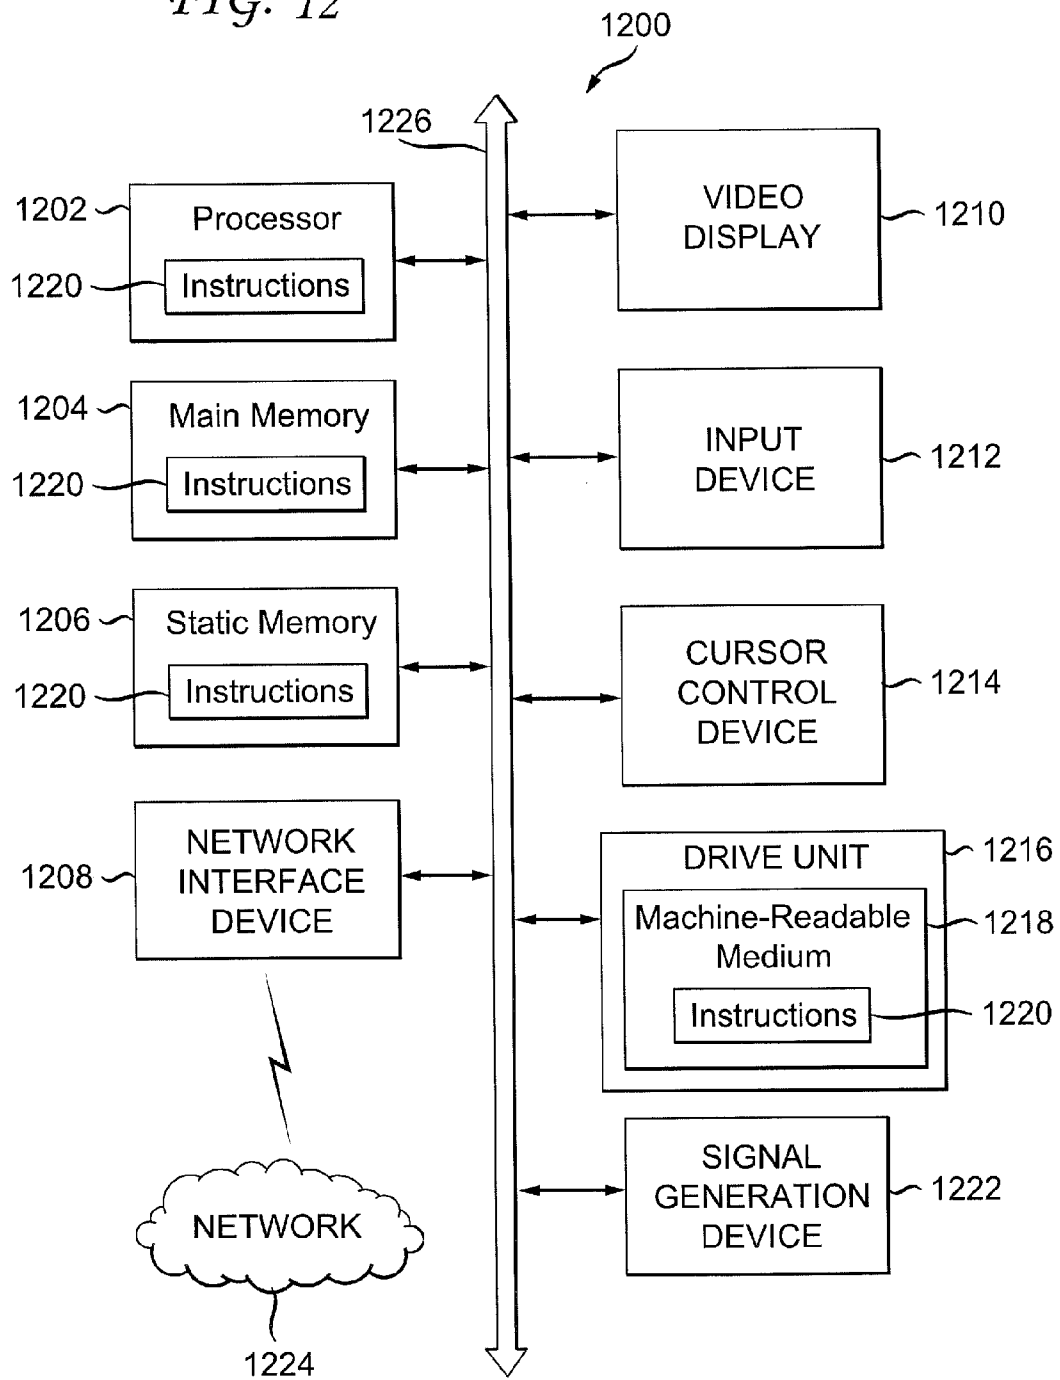 FIG. 12
1200
1226
1202
Processor
1220
Instructions
1204
Main Memory
1220
Instructions
1206
Static Memory
1220
Instructions
1208
NETWORK
INTERFACE
DEVICE
NETWORK
1224
VIDEO
DISPLAY
1210
INPUT
DEVICE
1212
CURSOR
CONTROL
DEVICE
1214
DRIVE UNIT
1216
Machine-Readable
Medium
1218
Instructions
1220
SIGNAL
GENERATION
DEVICE
1222